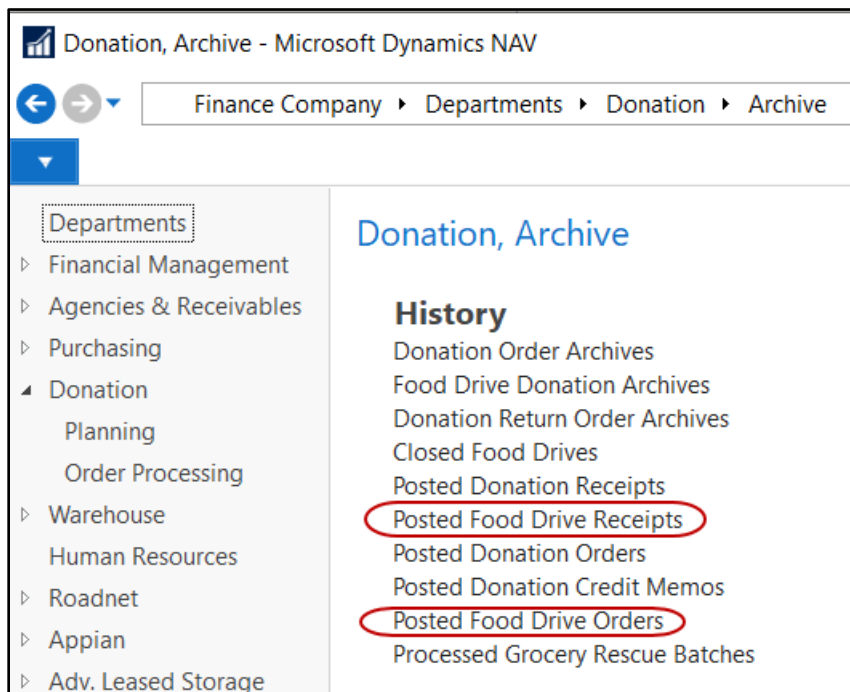 Donation, Archive - Microsoft Dynamics NAV
Finance Company ▸ Departments ▸ Donation ▸ Archive
Departments
Financial Management
Agencies & Receivables
Purchasing
Donation
Planning
Order Processing
Warehouse
Human Resources
Roadnet
Appian
Adv. Leased Storage
Donation, Archive
History
Donation Order Archives
Food Drive Donation Archives
Donation Return Order Archives
Closed Food Drives
Posted Donation Receipts
Posted Food Drive Receipts
Posted Donation Orders
Posted Donation Credit Memos
Posted Food Drive Orders
Processed Grocery Rescue Batches